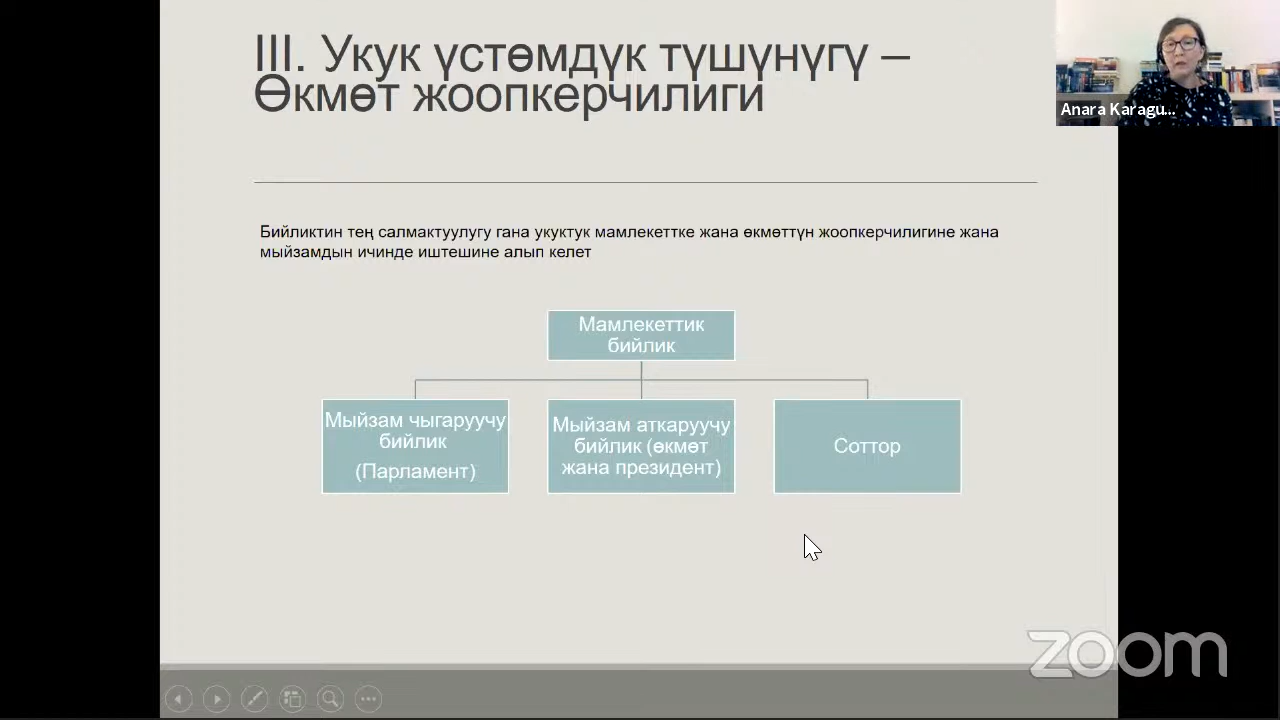 III. Укук үстөмдүк түшүнүгү –
Өкмөт жоопкерчилиги
Anara Karagu...
Бийликтин тең салмактуулугу гана укуктук мамлекеттке жана өкмөттүн жоопкерчилигине жана
мыйзамдын ичинде иштешине алып келет
Мамлекеттик
бийлик
Мыйзам чыгаруучу
бийлик
(Парламент)
Мыйзам аткаруучу
бийлик (өкмөт
жана президент)
Соттор
zoom